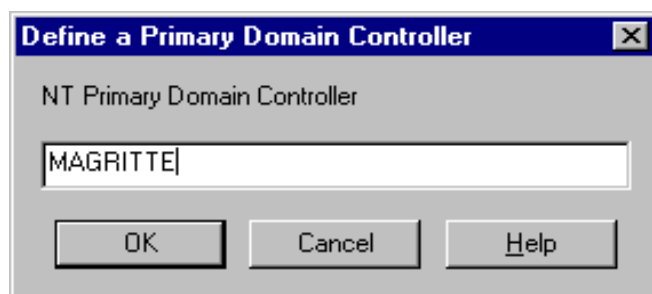 Define a Primary Domain Controller
NT Primary Domain Controller
MAGRITTE
OK Cancel Help